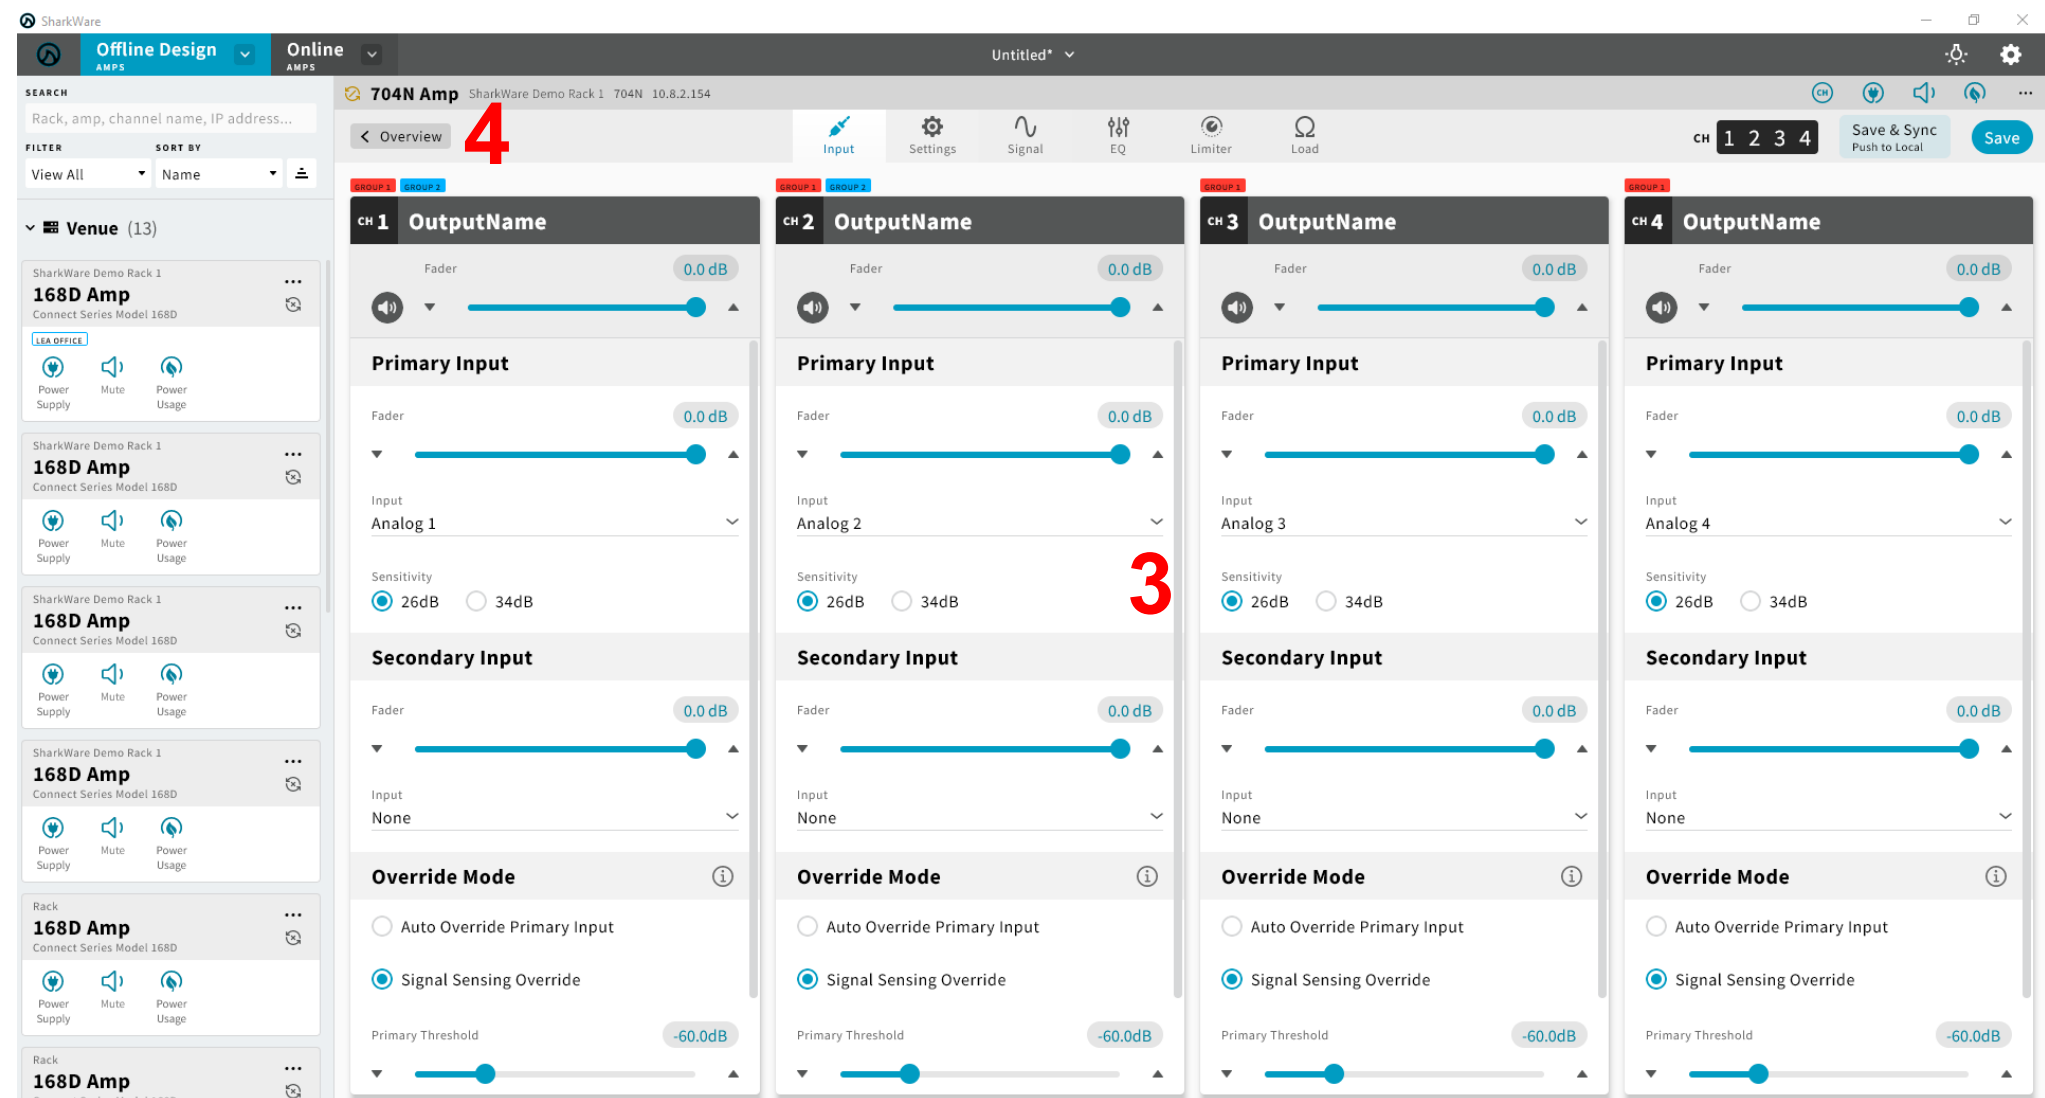 SharkWare
Offline Design
AMPS
Online
AMPS
Untitled*
SEARCH
Rack, amp, channel name, IP address...
FILTER SORT BY
View All Name
Venue (13)
SharkWare Demo Rack 1
168D Amp
Connect Series Model 168D
LEA OFFICE
Power Supply Mute Power Usage
SharkWare Demo Rack 1
168D Amp
Connect Series Model 168D
Power Supply Mute Power Usage
SharkWare Demo Rack 1
168D Amp
Connect Series Model 168D
Power Supply Mute Power Usage
SharkWare Demo Rack 1
168D Amp
Connect Series Model 168D
Power Supply Mute Power Usage
Rack
168D Amp
Connect Series Model 168D
Power Supply Mute Power Usage
Rack
168D Amp
704N Amp SharkWare Demo Rack 1 704N 10.8.2.154
CH
Overview
4
Input Settings Signal EQ Limiter Load
CH 1 2 3 4
Save & Sync
Push to Local
Save
GROUP 1 GROUP 2
CH 1 OutputName
Fader 0.0 dB
Primary Input
Fader 0.0 dB
Input
Analog 1
Sensitivity
26dB 34dB
Secondary Input
Fader 0.0 dB
Input
None
Override Mode
Auto Override Primary Input
Signal Sensing Override
Primary Threshold -60.0dB
GROUP 1 GROUP 2
CH 2 OutputName
Fader 0.0 dB
Primary Input
Fader 0.0 dB
Input
Analog 2
3
Sensitivity
26dB 34dB
Secondary Input
Fader 0.0 dB
Input
None
Override Mode
Auto Override Primary Input
Signal Sensing Override
Primary Threshold -60.0dB
GROUP 1
CH 3 OutputName
Fader 0.0 dB
Primary Input
Fader 0.0 dB
Input
Analog 3
Sensitivity
26dB 34dB
Secondary Input
Fader 0.0 dB
Input
None
Override Mode
Auto Override Primary Input
Signal Sensing Override
Primary Threshold -60.0dB
GROUP 1
CH 4 OutputName
Fader 0.0 dB
Primary Input
Fader 0.0 dB
Input
Analog 4
Sensitivity
26dB 34dB
Secondary Input
Fader 0.0 dB
Input
None
Override Mode
Auto Override Primary Input
Signal Sensing Override
Primary Threshold -60.0dB